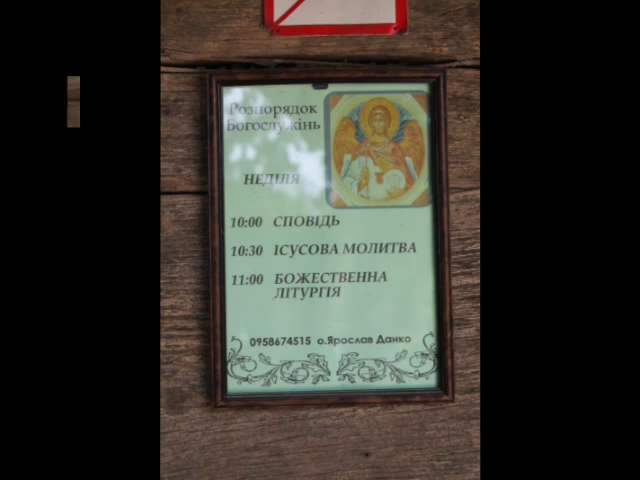 Розпорядок
Богослужінь
НЕДІЛЯ
10:00 СПОВІДЬ
10:30 ІСУСОВА МОЛИТВА
11:00 БОЖЕСТВЕННА
ЛІТУРГІЯ
0958674515 о.Ярослав Данко